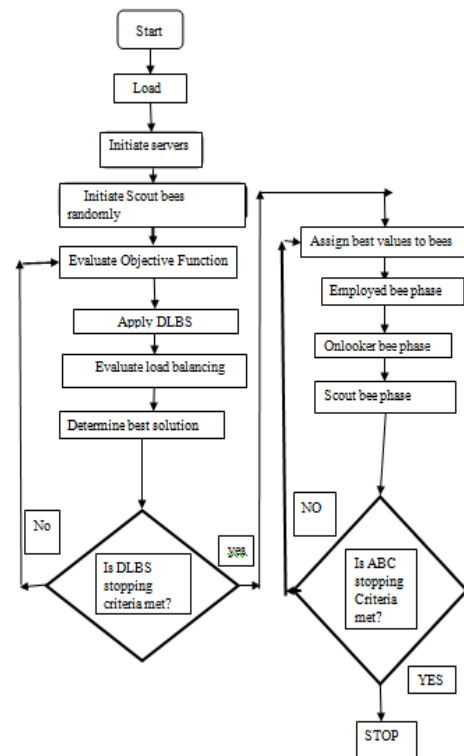 Start
Load
Initiate servers
Initiate Scout bees
randomly
Evaluate Objective Function
Apply DLBS
Evaluate load balancing
Determine best solution
No
Is DLBS
stopping
criteria met?
yes
Assign best values to bees
Employed bee phase
Onlooker bee phase
Scout bee phase
NO
Is ABC
stopping
Criteria
met?
YES
STOP